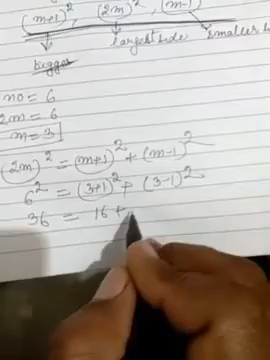 (m+1)², (2m)², (m-1)
largest side smaller
bigger
no = 6
2m = 6
m = 3
(2m)² = (m+1)² + (m-1)²
6² = (3+1)² + (3-1)²
36 = 16 +